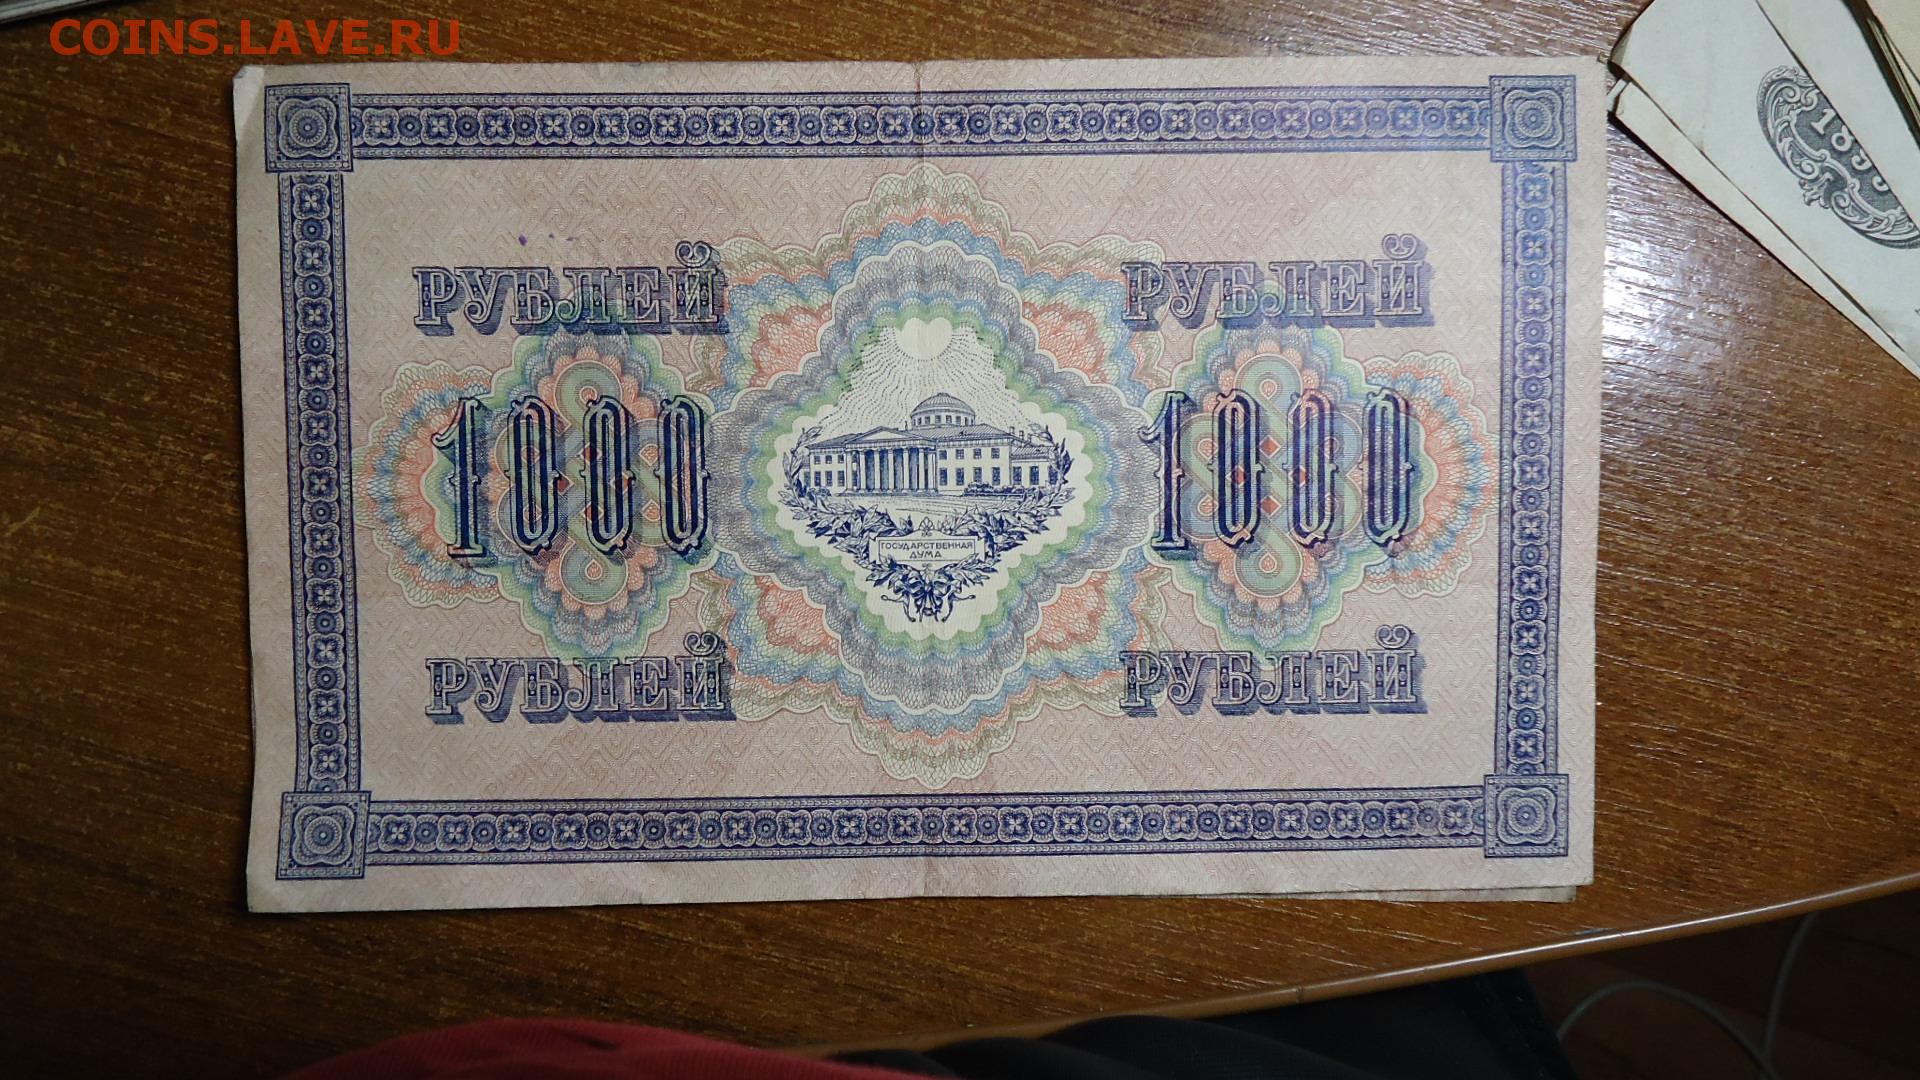 COINS.LAVE.RU
РУБЛЕЙ РУБЛЕЙ
1000 1000
ГОСУДАРСТВЕННАЯ
ДУМА
РУБЛЕЙ РУБЛЕЙ